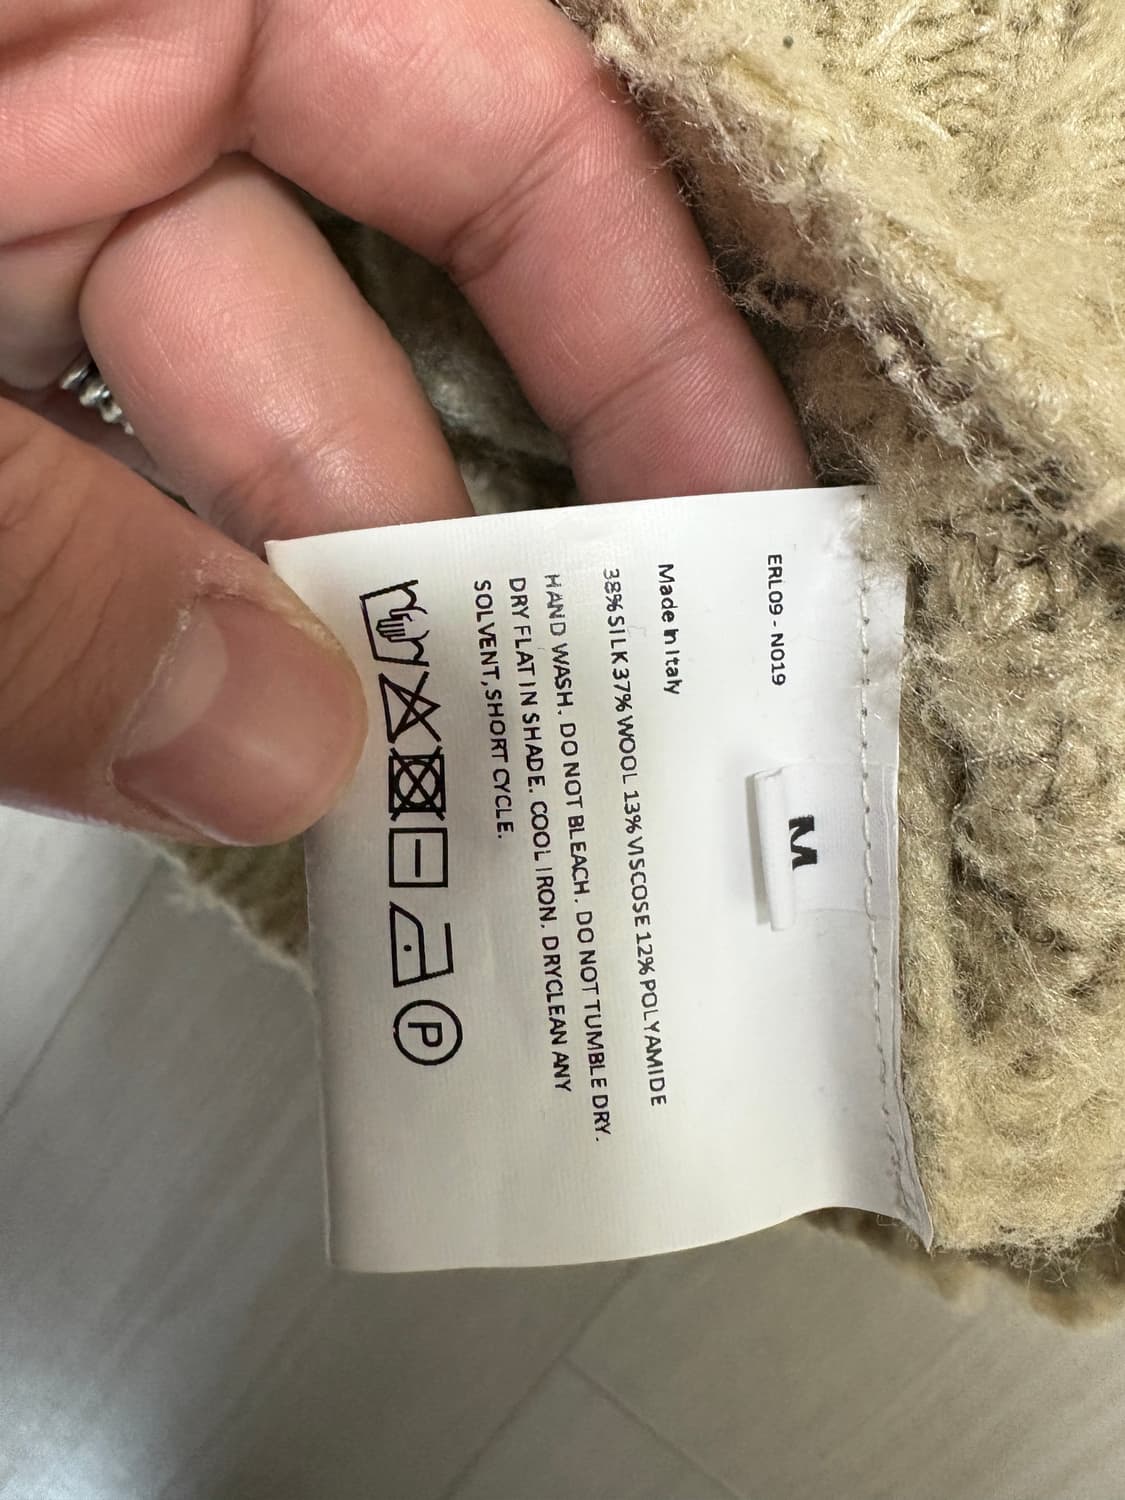 ERL09 - N019
M
Made in Italy
38% SILK 37% WOOL 13% VISCOSE 12% POLYAMIDE
HAND WASH. DO NOT BLEACH. DO NOT TUMBLE DRY.
DRY FLAT IN SHADE. COOL IRON. DRYCLEAN ANY
SOLVENT, SHORT CYCLE.
P